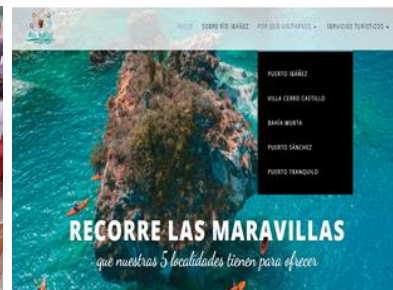 INICIO SOBRE RÍO IBÁÑEZ POR QUÉ VISITARNOS SERVICIOS TURÍSTICOS
PUERTO IBÁÑEZ
VILLA CERRO CASTILLO
BAHÍA MURTA
PUERTO SÁNCHEZ
PUERTO TRANQUILO
RECORRE LAS MARAVILLAS
que nuestras 5 localidades tienen para ofrecer